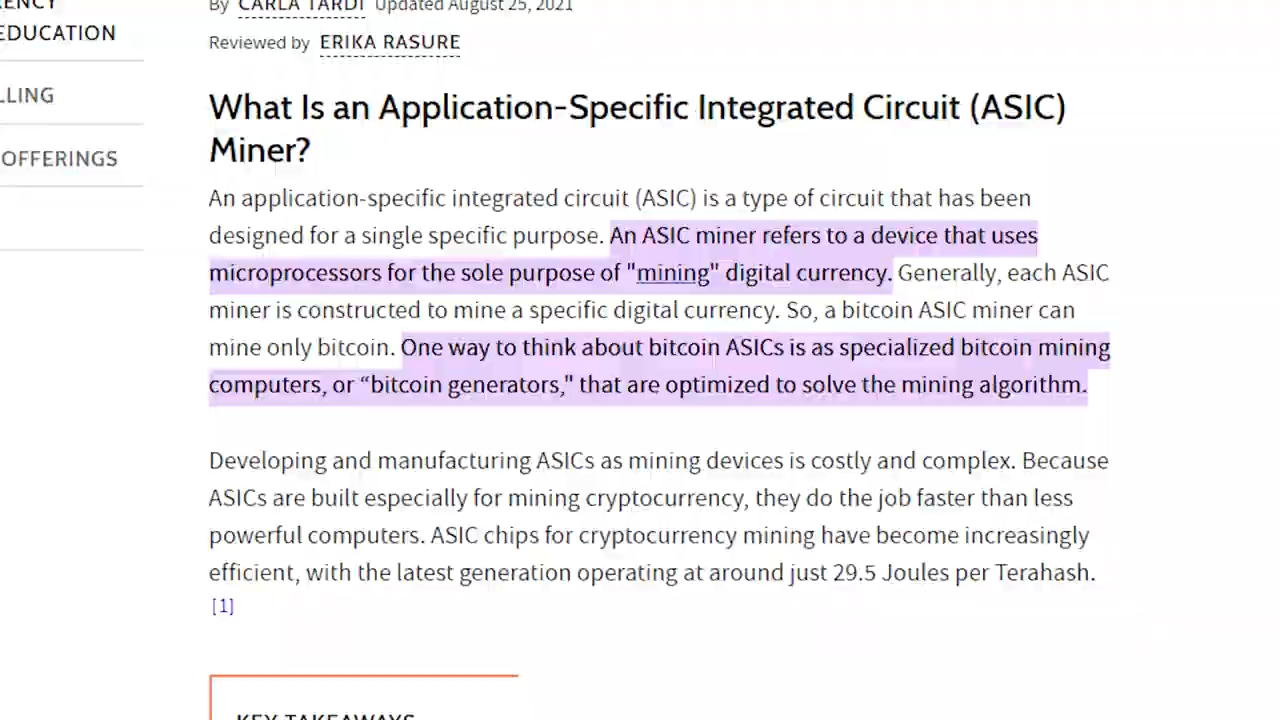 EDUCATION
LLING
OFFERINGS
By CARLA TARDI Updated August 25, 2021
Reviewed by ERIKA RASURE
What Is an Application-Specific Integrated Circuit (ASIC)
Miner?
An application-specific integrated circuit (ASIC) is a type of circuit that has been
designed for a single specific purpose. An ASIC miner refers to a device that uses
microprocessors for the sole purpose of "mining" digital currency. Generally, each ASIC
miner is constructed to mine a specific digital currency. So, a bitcoin ASIC miner can
mine only bitcoin. One way to think about bitcoin ASICs is as specialized bitcoin mining
computers, or “bitcoin generators," that are optimized to solve the mining algorithm.
Developing and manufacturing ASICs as mining devices is costly and complex. Because
ASICs are built especially for mining cryptocurrency, they do the job faster than less
powerful computers. ASIC chips for cryptocurrency mining have become increasingly
efficient, with the latest generation operating at around just 29.5 Joules per Terahash.
[1]
KEY TAKEAWAYS